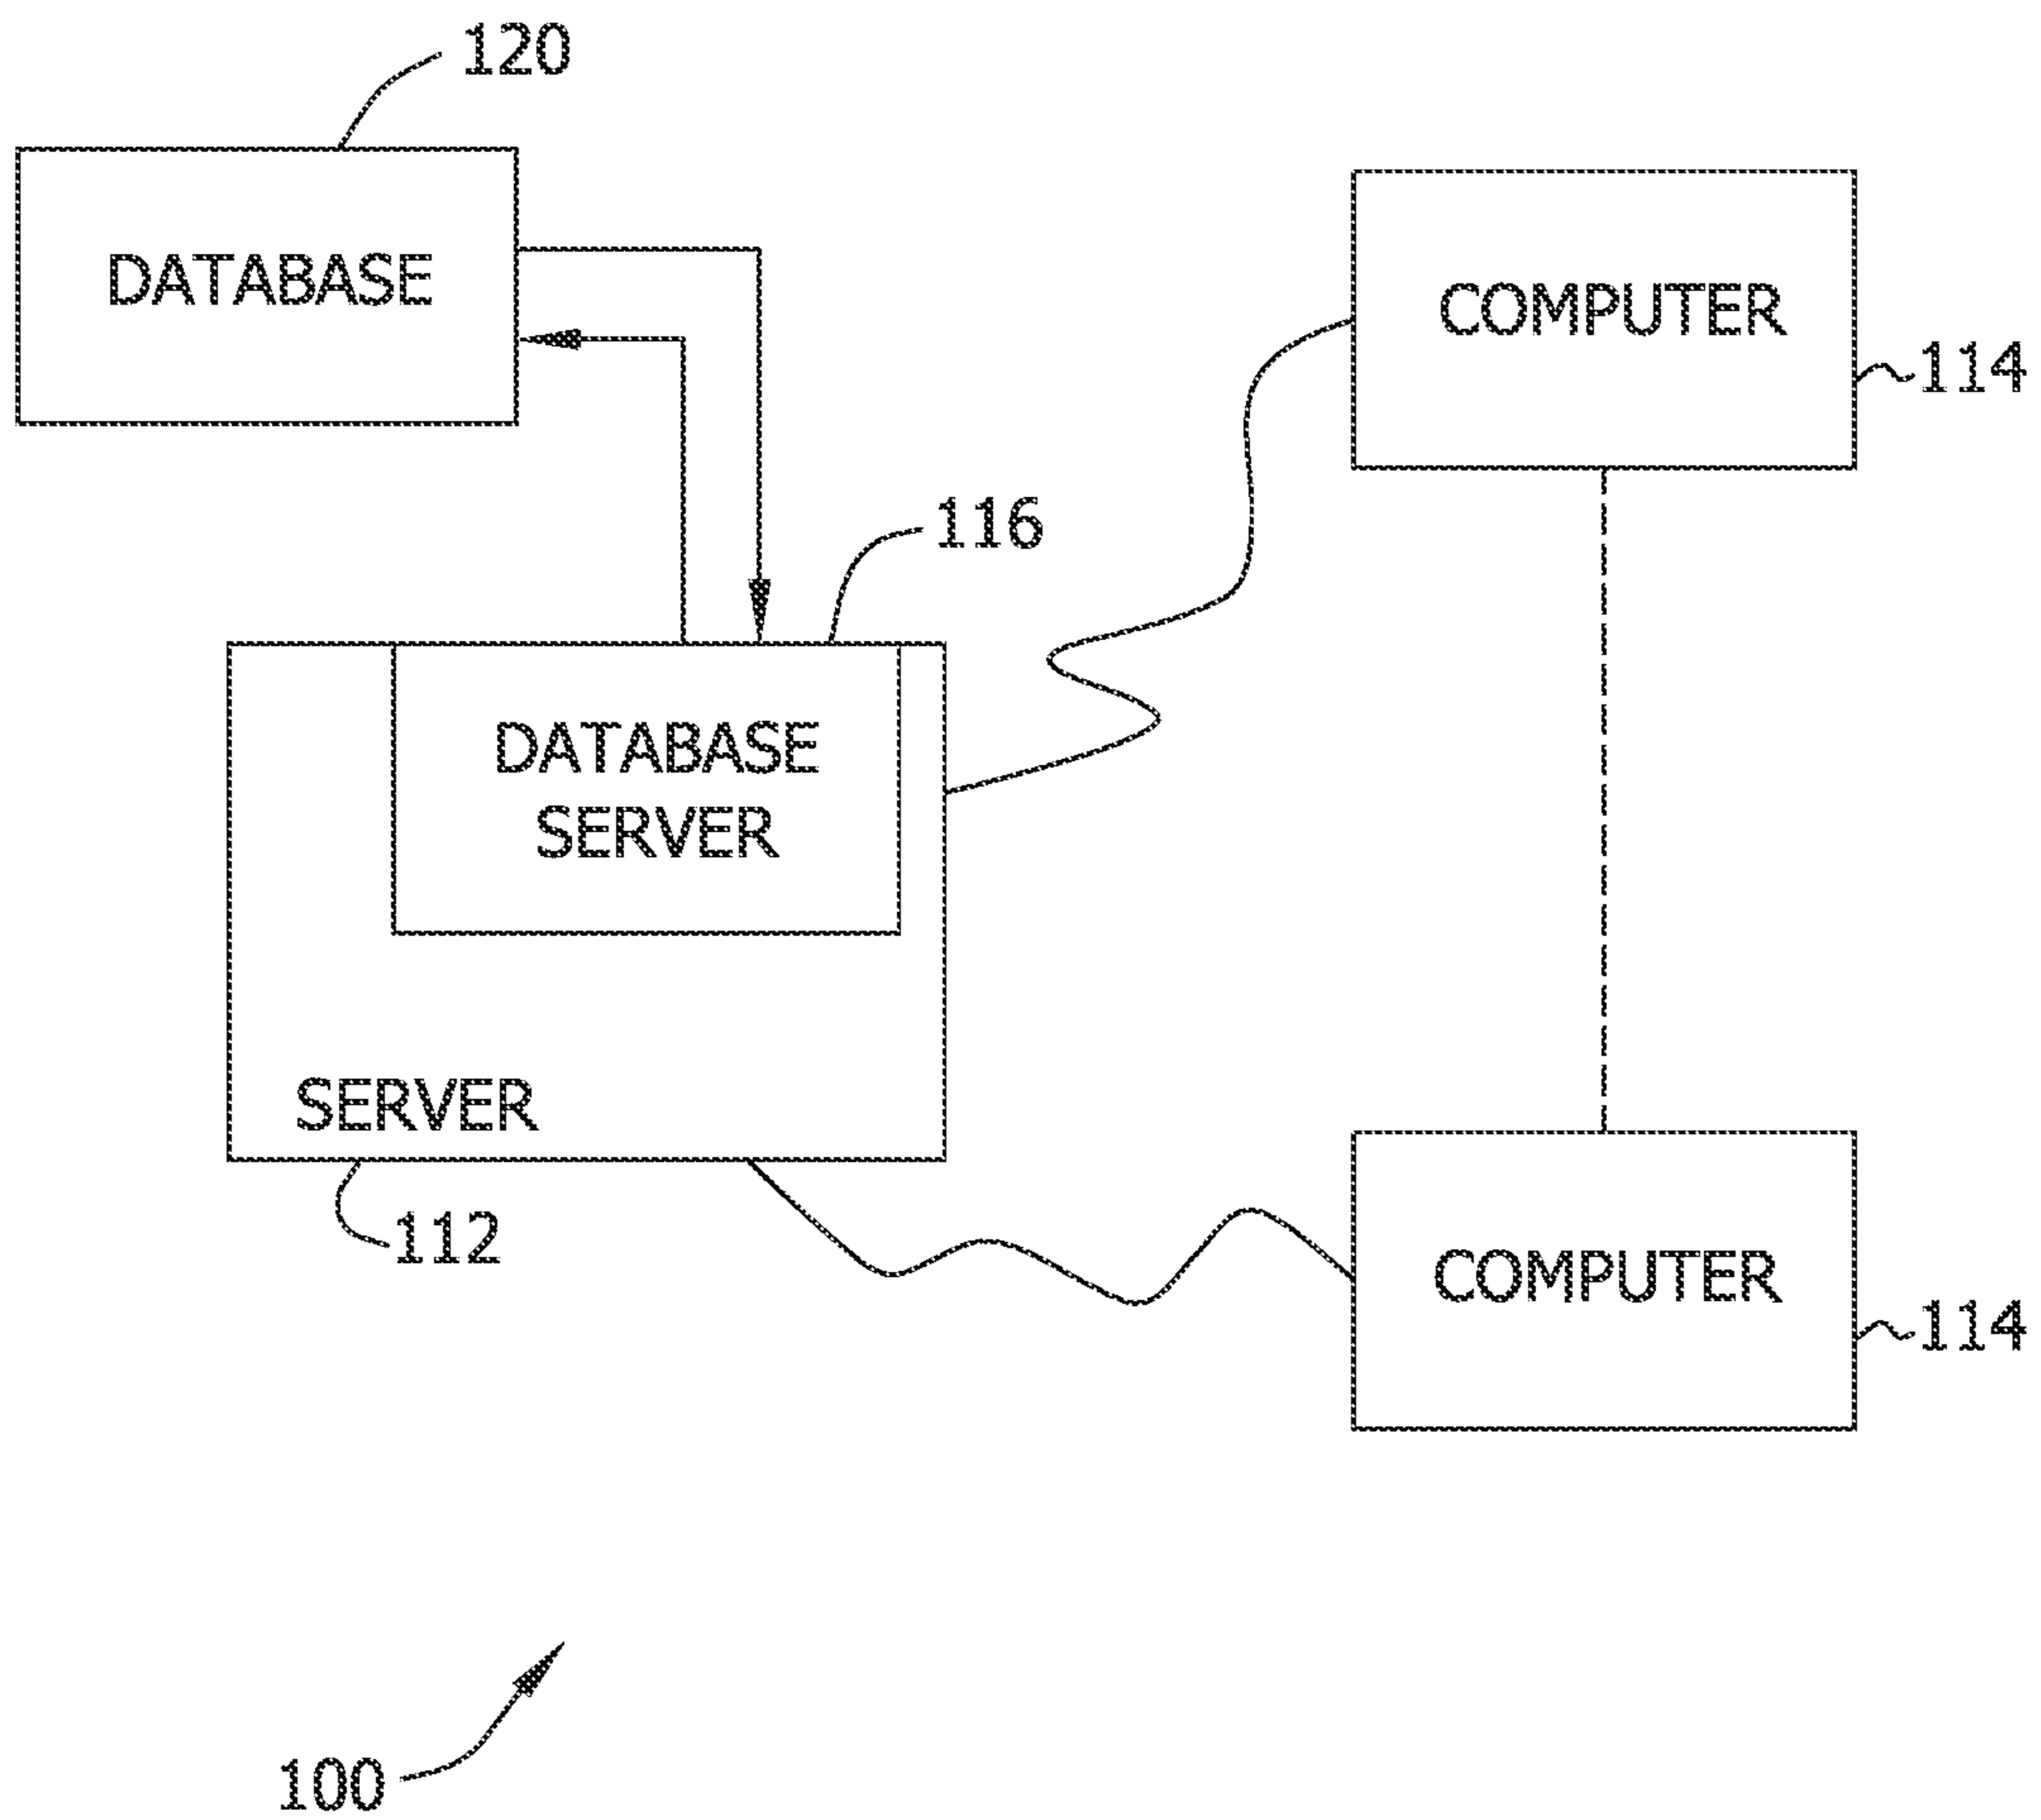 120
DATABASE
COMPUTER
114
116
DATABASE
SERVER
SERVER
112
COMPUTER
114
100